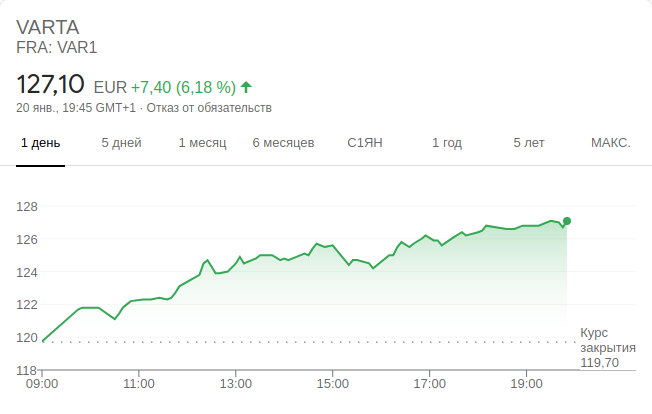 VARTA
FRA: VAR1
127,10 EUR +7,40 (6,18 %)
20 янв., 19:45 GMT+1 · Отказ от обязательств
1 день 5 дней 1 месяц 6 месяцев С1ЯН 1 год 5 лет МАКС.
128
126
124
122
120
118
Курс
закрытия
119,70
09:00 11:00 13:00 15:00 17:00 19:00